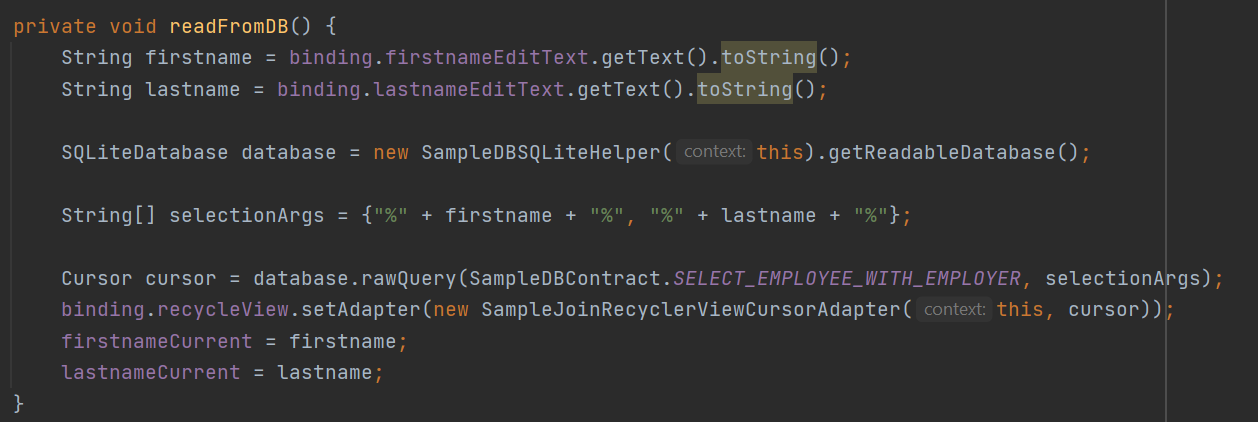 private void readFromDB() {
String firstname = binding.firstnameEditText.getText().toString();
String lastname = binding.lastnameEditText.getText().toString();
SQLiteDatabase database = new SampleDBSQLiteHelper( context: this).getReadableDatabase();
String[] selectionArgs = {"%" + firstname + "%", "%" + lastname + "%"};
Cursor cursor = database.rawQuery(SampleDBContract.SELECT_EMPLOYEE_WITH_EMPLOYER, selectionArgs);
binding.recycleView.setAdapter(new SampleJoinRecyclerViewCursorAdapter( context: this, cursor));
firstnameCurrent = firstname;
lastnameCurrent = lastname;
}